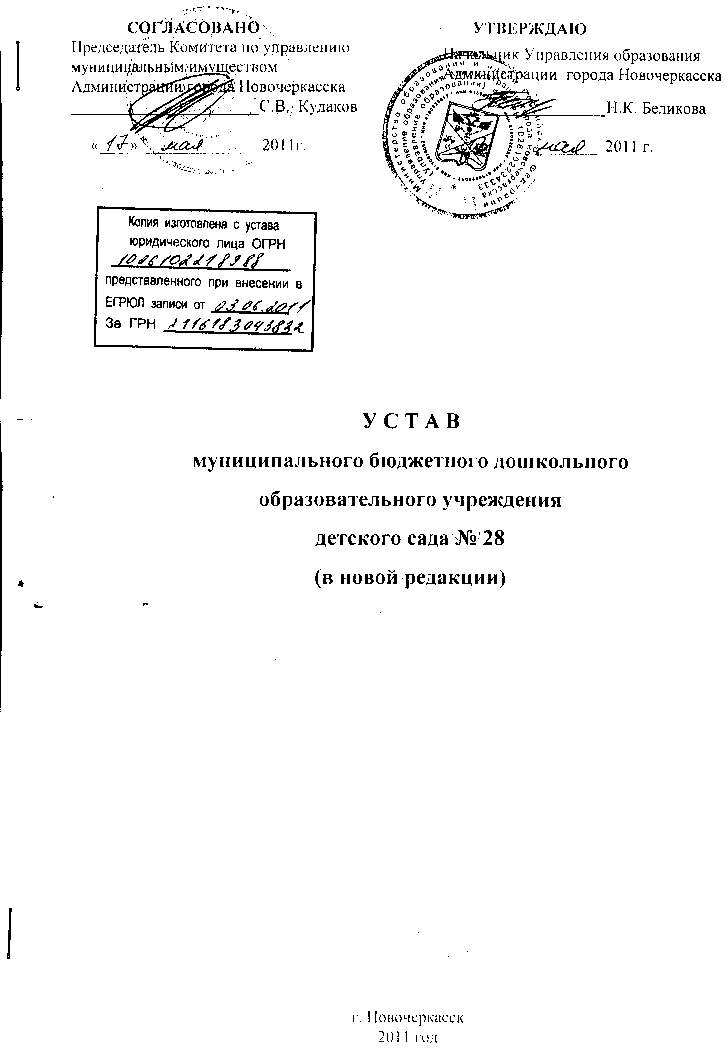 СОГЛАСОВАНО
Председатель Комитета по управлению
муниципальным имуществом
Администрации города Новочеркасска
С.В. Кудаков
« 17 » мая 2011г.
УТВЕРЖДАЮ
Начальник Управления образования
Администрации города Новочеркасска
Н.К. Беликова
мая 2011 г.
Копия изготовлена с устава
юридического лица ОГРН
1026102218988
представленного при внесении в
ЕГРЮЛ записи от 03.06.2011
За ГРН 2116183043832
У С Т А В
муниципального бюджетного дошкольного
образовательного учреждения
детского сада № 28
(в новой редакции)
г. Новочеркасск
2011 год